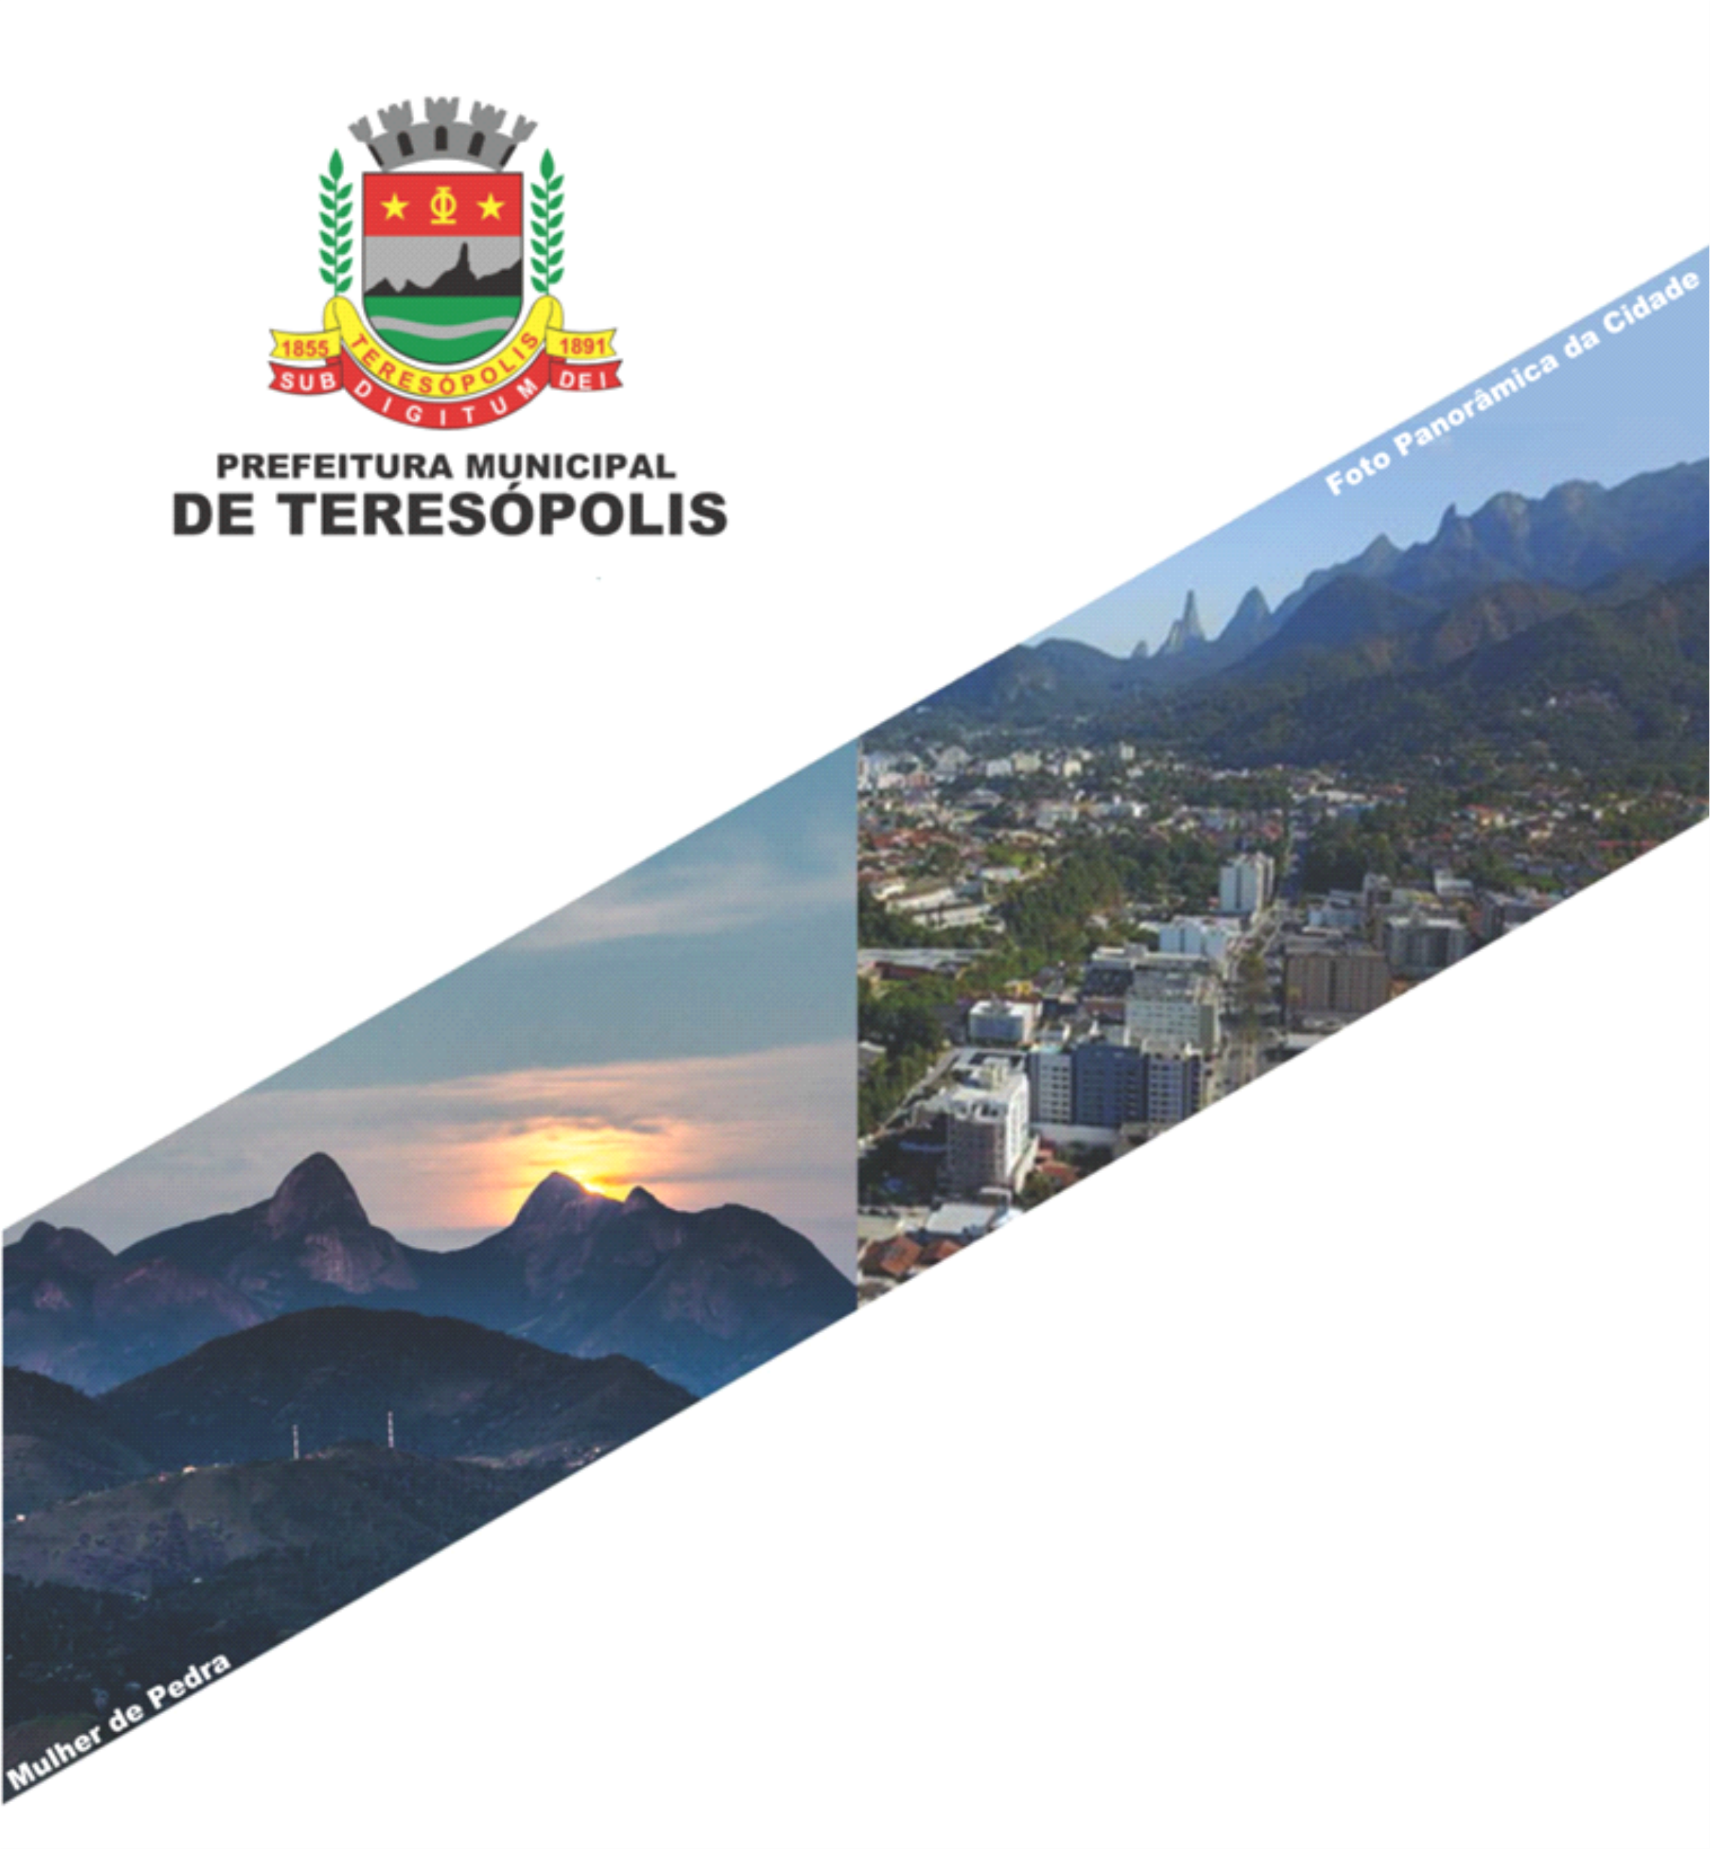 1855 TERESÓPOLIS 1891
SUB DIGITUM DEI
PREFEITURA MUNICIPAL
DE TERESÓPOLIS
Foto Panorâmica da Cidade
Mulher de Pedra